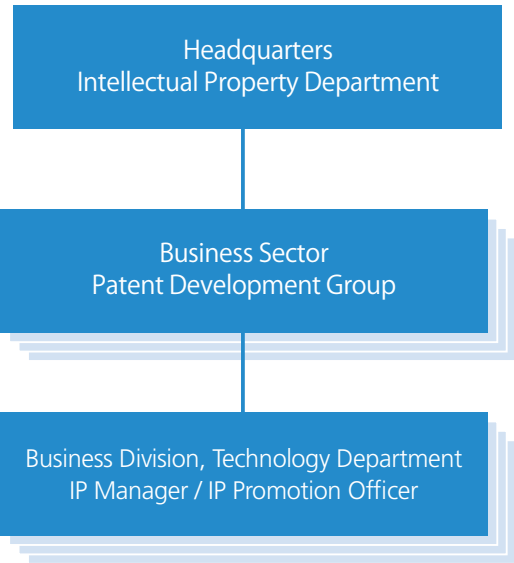 Headquarters
Intellectual Property Department
Business Sector
Patent Development Group
Business Division, Technology Department
IP Manager / IP Promotion Officer